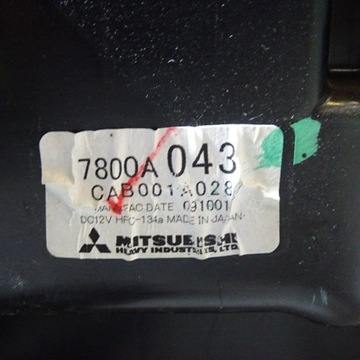 7800A 043
CAB001A028
MANUFAC.DATE 091001
DC12V HFC-134a MADE IN JAPAN
MITSUBISHI
HEAVY INDUSTRIES, LTD.